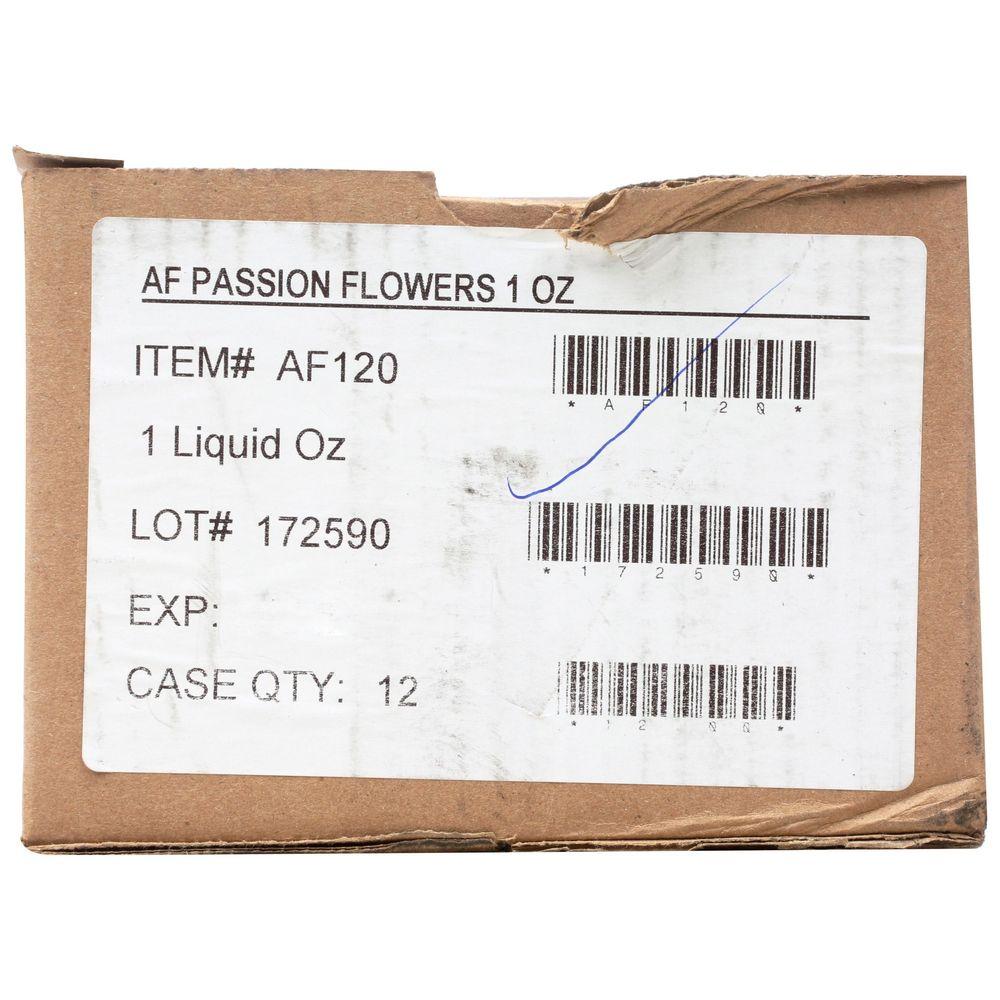 AF PASSION FLOWERS 1 OZ
ITEM# AF120
*AF120*
1 Liquid Oz
LOT# 172590
*172590*
EXP:
CASE QTY: 12
*12 00*